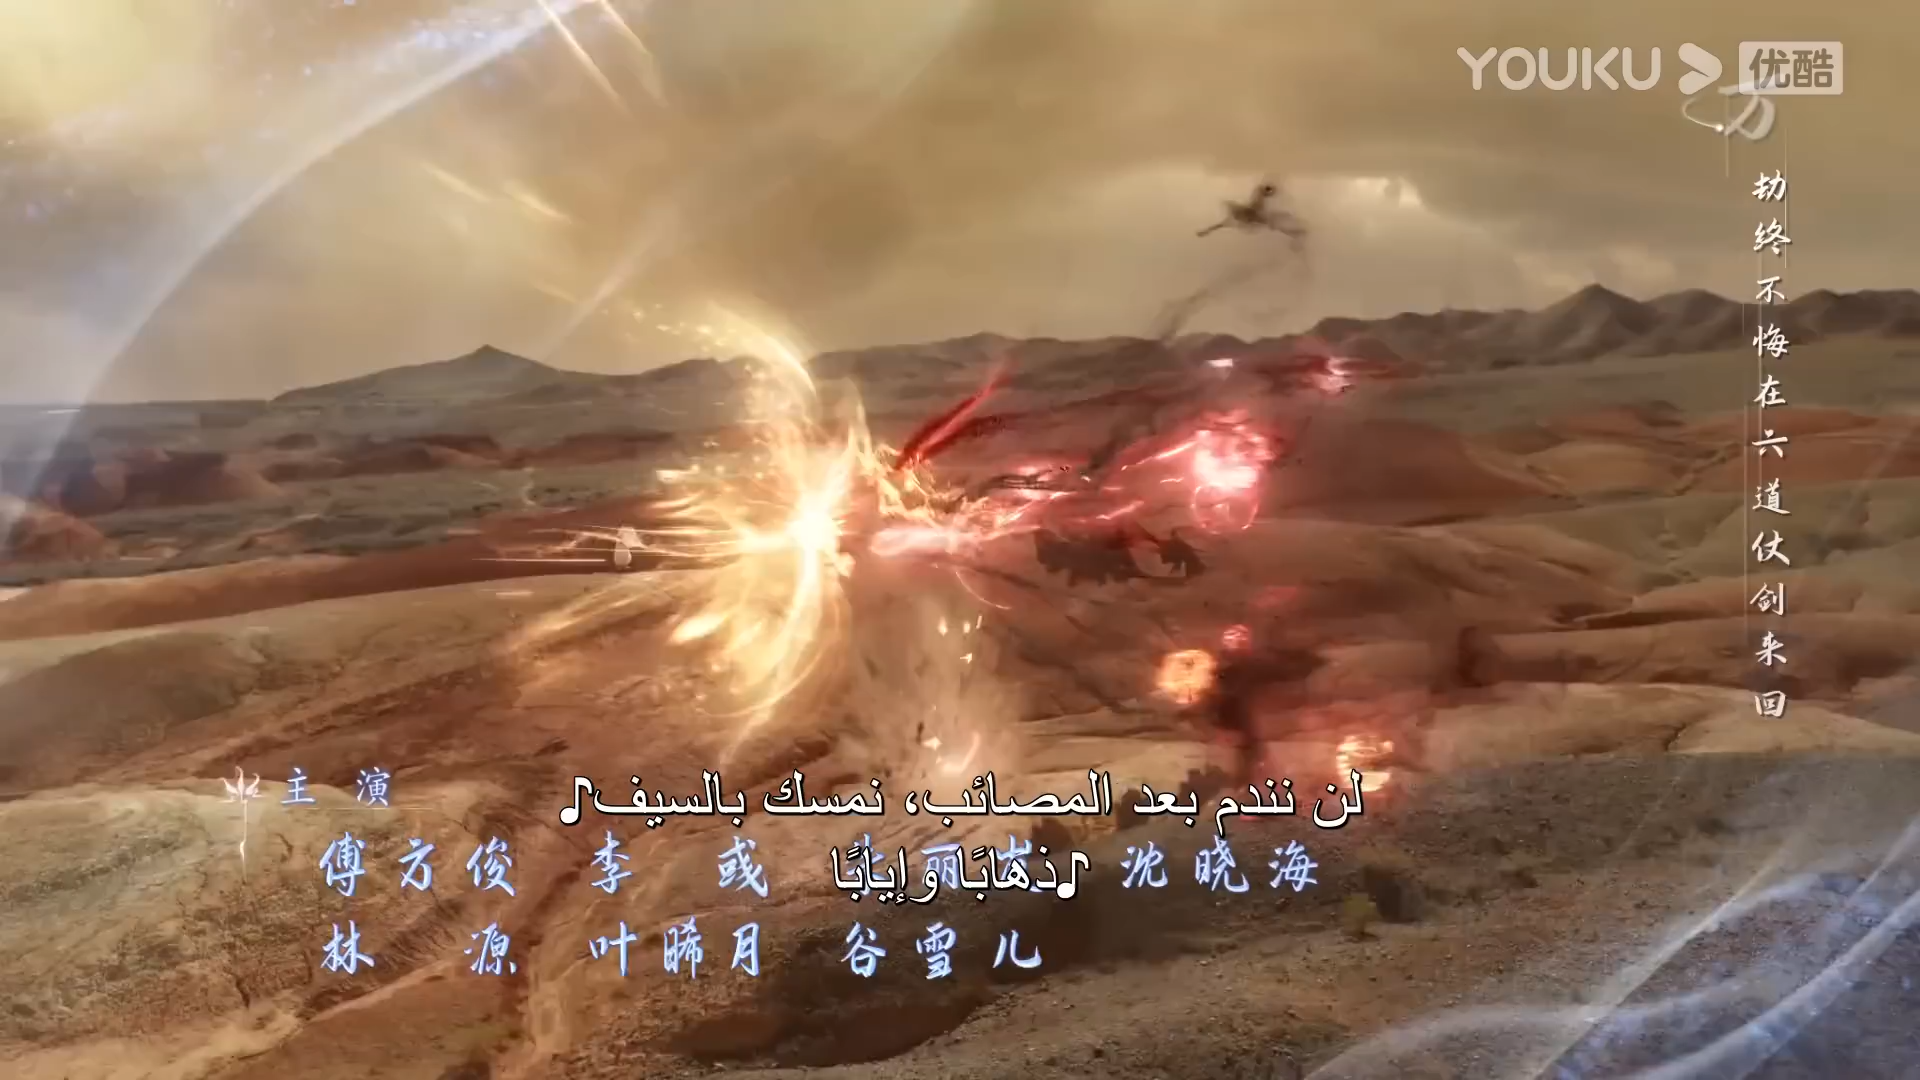 YOUKU 优酷
万劫终不悔在六道仗剑来回
主演
♪لن نندم بعد المصائب، نمسك بالسيف
傅方俊 李彧 沈晓海
♪ذهابًا وإيابًا
林源 叶晞月 谷雪儿